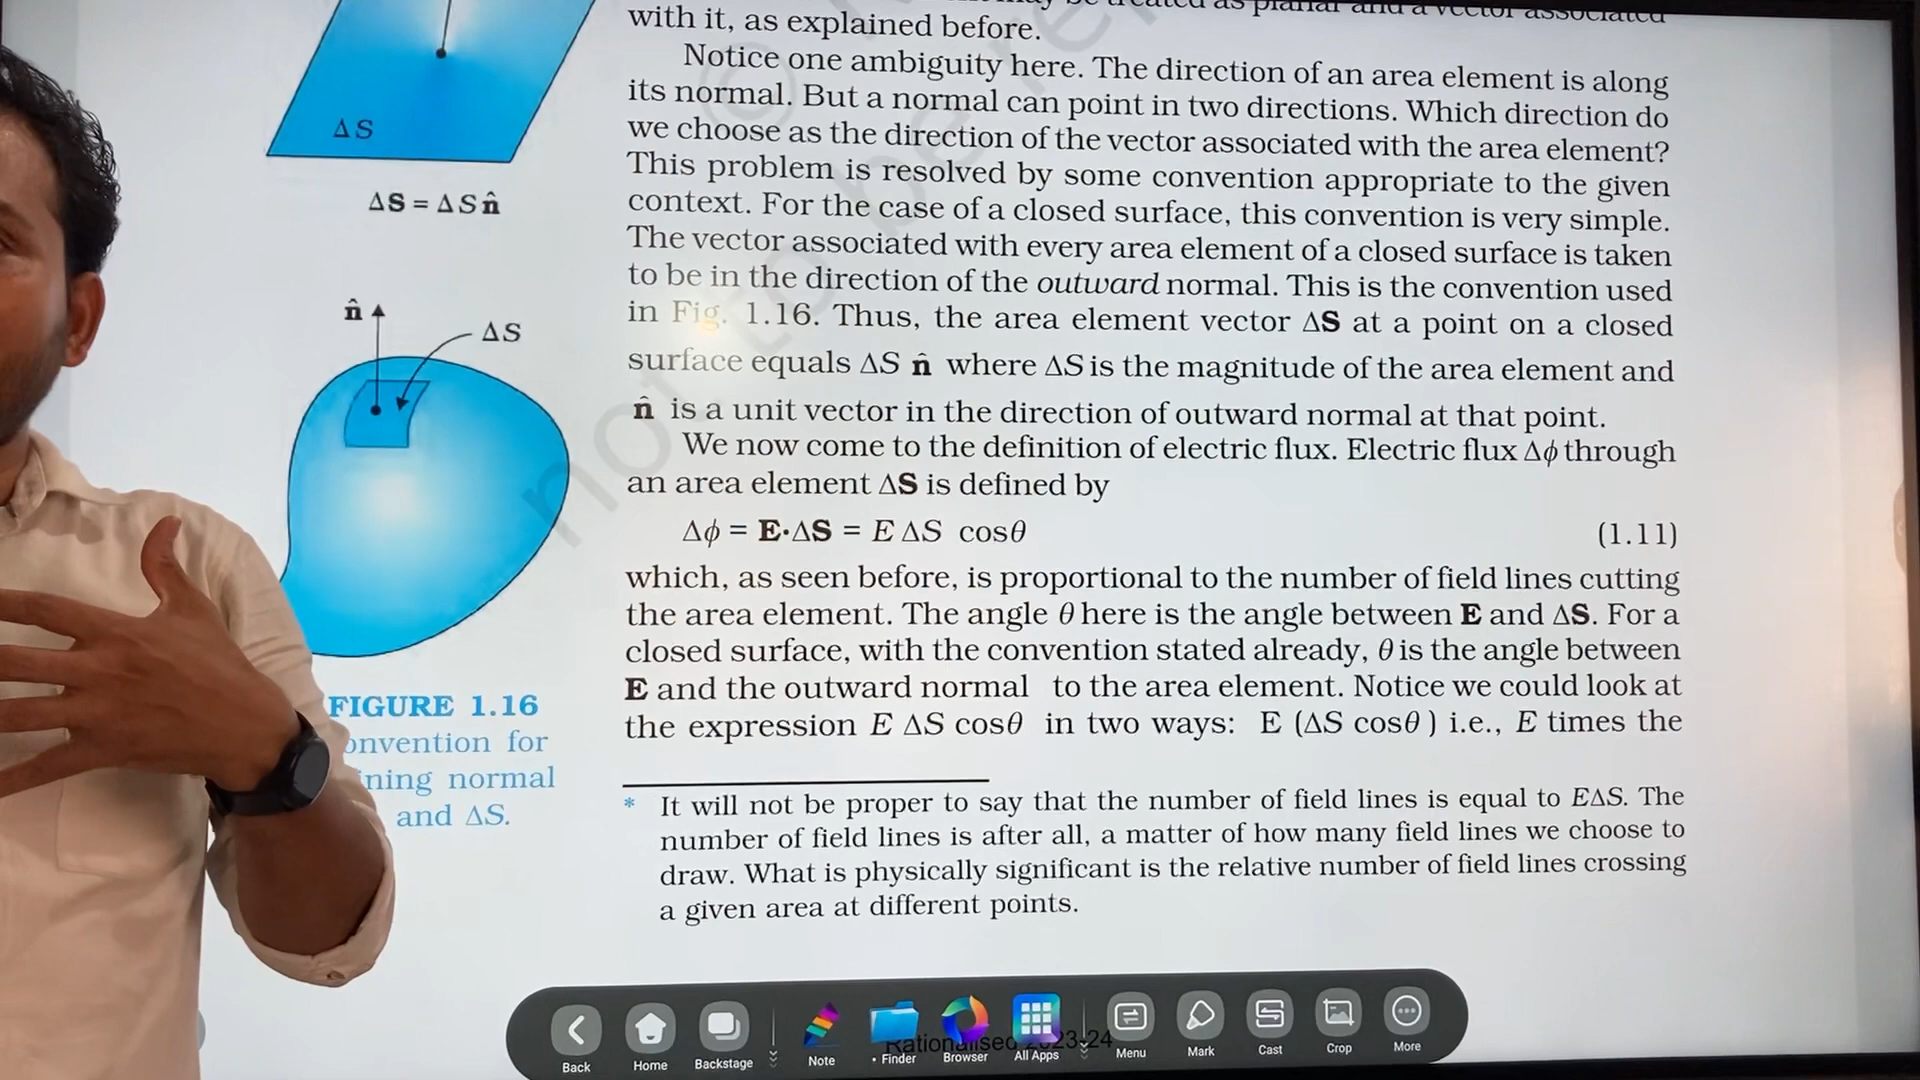 be treated as planar and a vector associated
with it, as explained before.
Notice one ambiguity here. The direction of an area element is along
its normal. But a normal can point in two directions. Which direction do
we choose as the direction of the vector associated with the area element?
This problem is resolved by some convention appropriate to the given
context. For the case of a closed surface, this convention is very simple.
The vector associated with every area element of a closed surface is taken
to be in the direction of the outward normal. This is the convention used
in Fig. 1.16. Thus, the area element vector ΔS at a point on a closed
surface equals ΔS n̂ where ΔS is the magnitude of the area element and
n̂ is a unit vector in the direction of outward normal at that point.
We now come to the definition of electric flux. Electric flux Δϕ through
an area element ΔS is defined by
Δϕ = E·ΔS = E ΔS cosθ (1.11)
which, as seen before, is proportional to the number of field lines cutting
the area element. The angle θ here is the angle between E and ΔS. For a
closed surface, with the convention stated already, θ is the angle between
E and the outward normal to the area element. Notice we could look at
the expression E ΔS cosθ in two ways: E (ΔS cosθ ) i.e., E times the
* It will not be proper to say that the number of field lines is equal to EΔS. The
number of field lines is after all, a matter of how many field lines we choose to
draw. What is physically significant is the relative number of field lines crossing
a given area at different points.
ΔS
ΔS = ΔS n̂
n̂
ΔS
FIGURE 1.16
for
normal
and ΔS.
not to be
Back Home Backstage Note • Finder Browser All Apps Menu Mark Cast Crop More